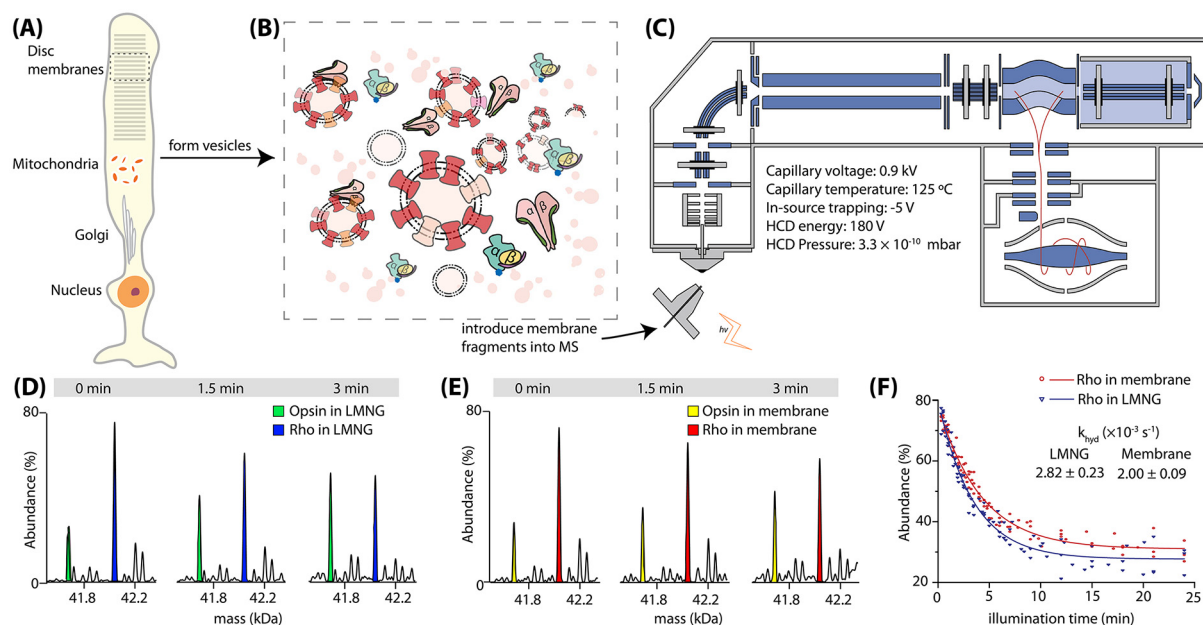 (A)
Disc
membranes
Mitochondria
Golgi
Nucleus
form vesicles
(B)
α
β
α
β
α β
β
β
β
β
introduce membrane
fragments into MS
hν
(C)
Capillary voltage: 0.9 kV
Capillary temperature: 125 ºC
In-source trapping: -5 V
HCD energy: 180 V
HCD Pressure: 3.3 × 10⁻¹⁰ mbar
(D)
0 min 1.5 min 3 min
Opsin in LMNG
Rho in LMNG
80
Abundance (%)
0
41.8 42.2 41.8 42.2 41.8 42.2
mass (kDa)
(E)
0 min 1.5 min 3 min
Opsin in membrane
Rho in membrane
80
Abundance (%)
0
41.8 42.2 41.8 42.2 41.8 42.2
mass (kDa)
(F)
Rho in membrane
Rho in LMNG
k_hyd (×10⁻³ s⁻¹)
LMNG Membrane
2.82 ± 0.23 2.00 ± 0.09
Abundance (%)
80
60
40
20
0 5 10 15 20 25
illumination time (min)